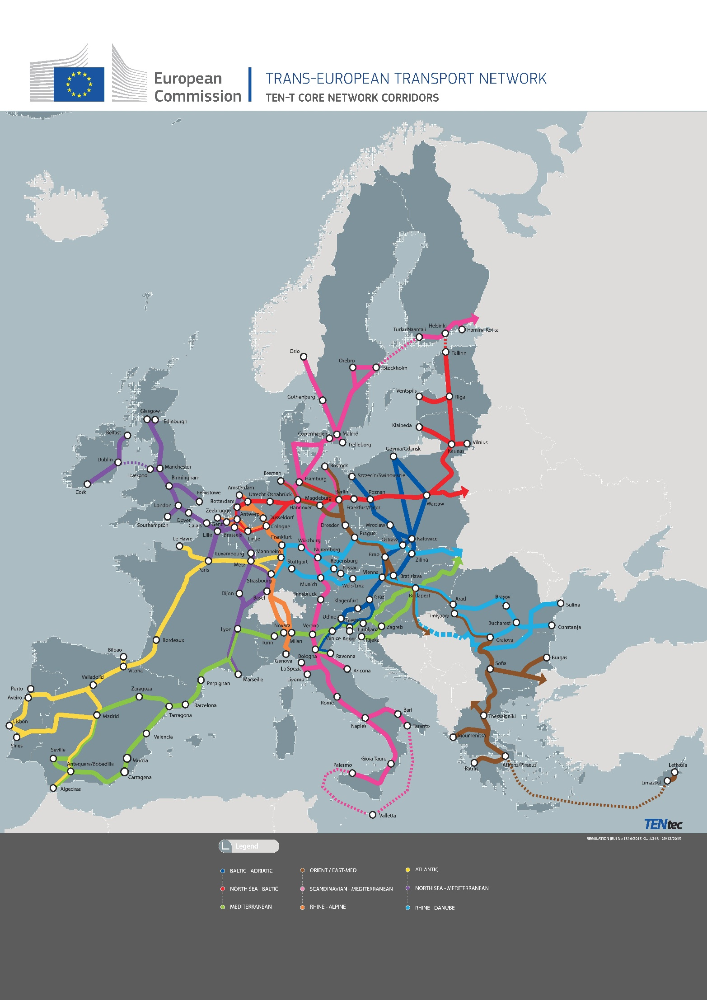 European
Commission
TRANS-EUROPEAN TRANSPORT NETWORK
TEN-T CORE NETWORK CORRIDORS
Helsinki
Turku Naantali
Hamina Kotka
Oslo
Tallinn
Örebro
Stockholm
Ventspils
Gothenburg
Riga
Glasgow
Edinburgh
Klaipeda
Belfast
Copenhagen
Malmö
Trelleborg
Vilnius
Gdynia/Gdansk
Kaunas
Dublin
Manchester
Rostock
Liverpool
Bremen
Szczecin/Swinoujscie
Birmingham
Hamburg
Cork
Amsterdam
Felixstowe
Utrecht
Osnabrück
Berlin
Poznan
Rotterdam
Magdeburg
London
Hannover
Frankfurt/Oder
Warsaw
Zeebrugge
Antwerp
Düsseldorf
Dover
Southampton
Calais
Gent
Cologne
Dresden
Wroclaw
Lille
Brussels
Liege
Frankfurt
Prague
Le Havre
Würzburg
Ostrava
Katowice
Luxembourg
Mannheim
Nuremberg
Brno
Zilina
Metz
Stuttgart
Regensburg
Paris
Passau
Vienna
Bratislava
Strasbourg
Munich
Wels/Linz
Dijon
Basel
Innsbruck
Klagenfurt
Graz
Budapest
Arad
Braşov
Sulina
Udine
Timişoara
Trieste
Bucharest
Constanţa
Lyon
Novara
Verona
Ljubljana
Zagreb
Turin
Milan
Venice
Koper
Rijeka
Craiova
Bordeaux
Bilbao
Genova
Bologna
Ravenna
Burgas
Sofia
Vitoria
La Spezia
Ancona
Valladolid
Livorno
Marseille
Perpignan
Porto
Zaragoza
Aveiro
Rome
Barcelona
Madrid
Tarragona
Bari
Thessaloniki
Lisbon
Naples
Taranto
Igoumenitsa
Valencia
Sines
Seville
Murcia
Gioia Tauro
Antequera/Bobadilla
Palermo
Patras
Athens/Piraeus
Lefkosia
Cartagena
Limassol
Algeciras
Valletta
TENtec
REGULATION (EU) No 1316/2013 O.J. L348 - 20/12/2013
Legend
BALTIC - ADRIATIC
ORIENT / EAST-MED
ATLANTIC
NORTH SEA - BALTIC
SCANDINAVIAN - MEDITERRANEAN
NORTH SEA - MEDITERRANEAN
MEDITERRANEAN
RHINE - ALPINE
RHINE - DANUBE